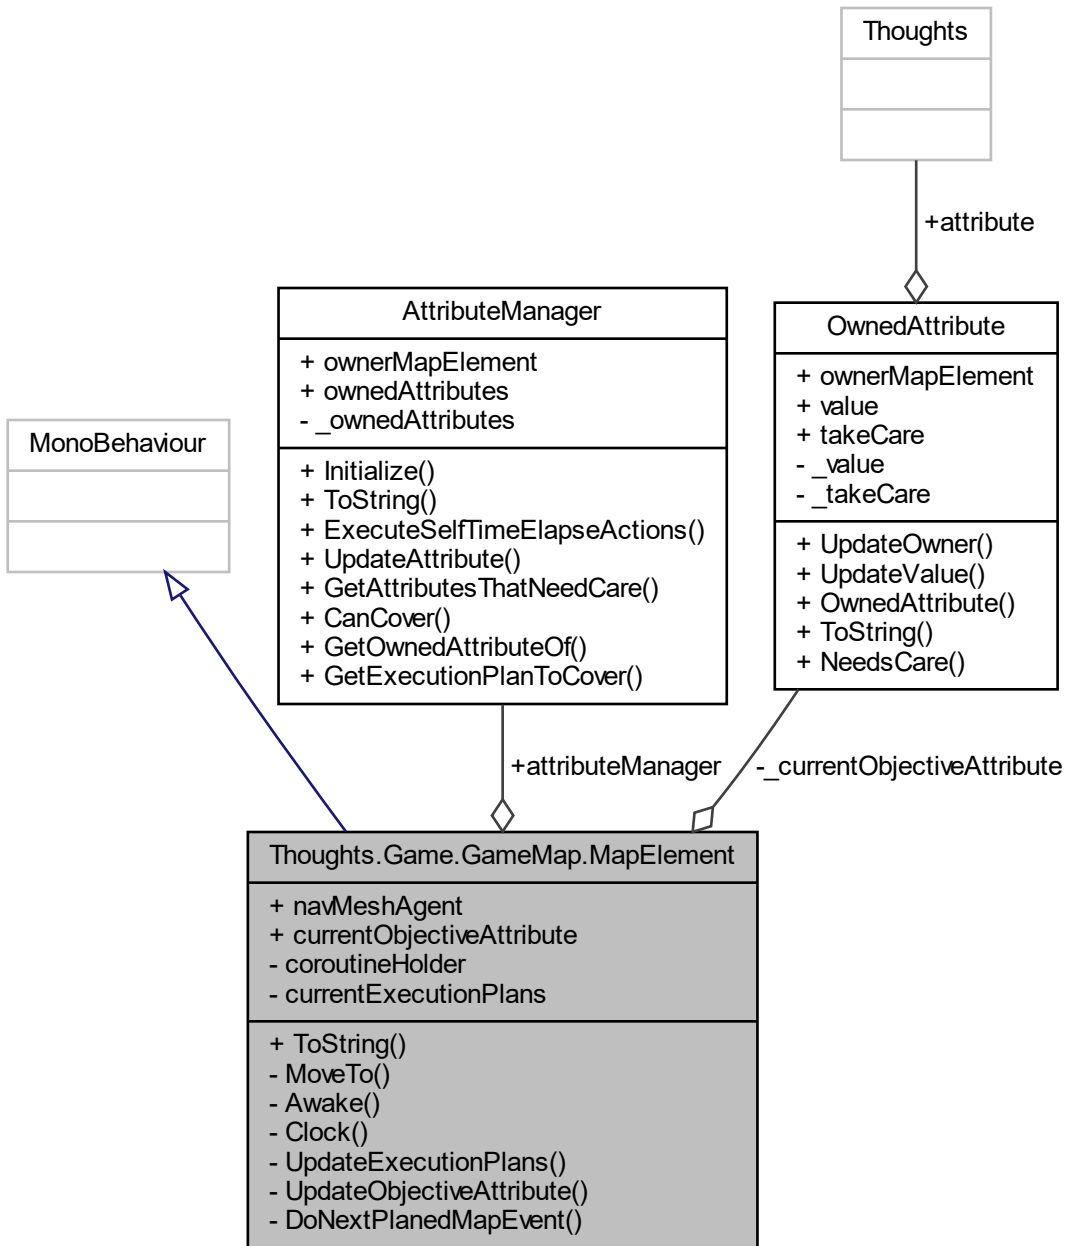 Thoughts
+attribute
AttributeManager
+ ownerMapElement
+ ownedAttributes
- _ownedAttributes
+ Initialize()
+ ToString()
+ ExecuteSelfTimeElapseActions()
+ UpdateAttribute()
+ GetAttributesThatNeedCare()
+ CanCover()
+ GetOwnedAttributeOf()
+ GetExecutionPlanToCover()
OwnedAttribute
+ ownerMapElement
+ value
+ takeCare
- _value
- _takeCare
+ UpdateOwner()
+ UpdateValue()
+ OwnedAttribute()
+ ToString()
+ NeedsCare()
MonoBehaviour
+attributeManager
-_currentObjectiveAttribute
Thoughts.Game.GameMap.MapElement
+ navMeshAgent
+ currentObjectiveAttribute
- coroutineHolder
- currentExecutionPlans
+ ToString()
- MoveTo()
- Awake()
- Clock()
- UpdateExecutionPlans()
- UpdateObjectiveAttribute()
- DoNextPlanedMapEvent()